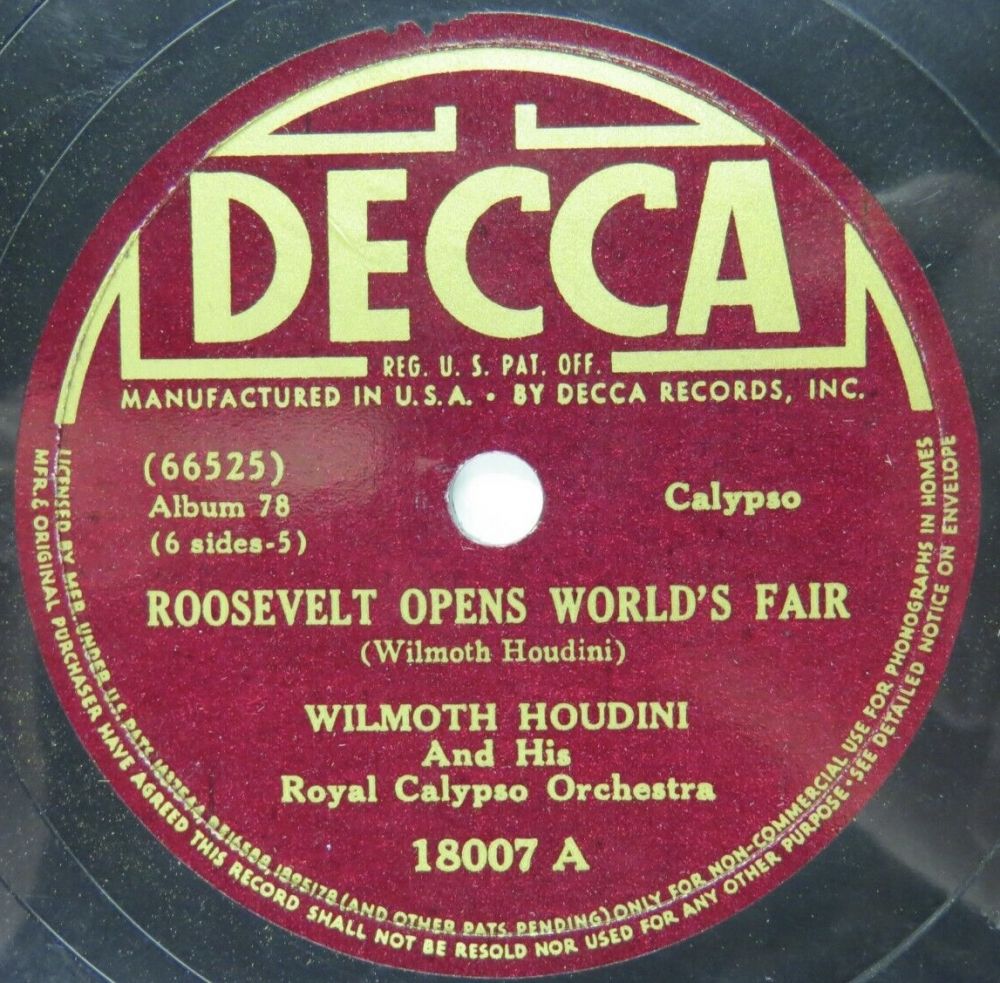 DECCA
REG. U. S. PAT. OFF.
MANUFACTURED IN U.S.A. • BY DECCA RECORDS, INC.
(66525)
Album 78
(6 sides-5)
Calypso
ROOSEVELT OPENS WORLD'S FAIR
(Wilmoth Houdini)
WILMOTH HOUDINI
And His
Royal Calypso Orchestra
18007 A
LICENSED BY MFR. UNDER U.S. PATS. 1625705 (AND OTHER PATS. PENDING) ONLY FOR NON-COMMERCIAL USE FOR PHONOGRAPHS IN HOMES
MFR. & ORIGINAL PURCHASER HAVE AGREED THIS RECORD SHALL NOT BE RESOLD NOR USED FOR ANY OTHER PURPOSE • SEE DETAILED NOTICE ON ENVELOPE